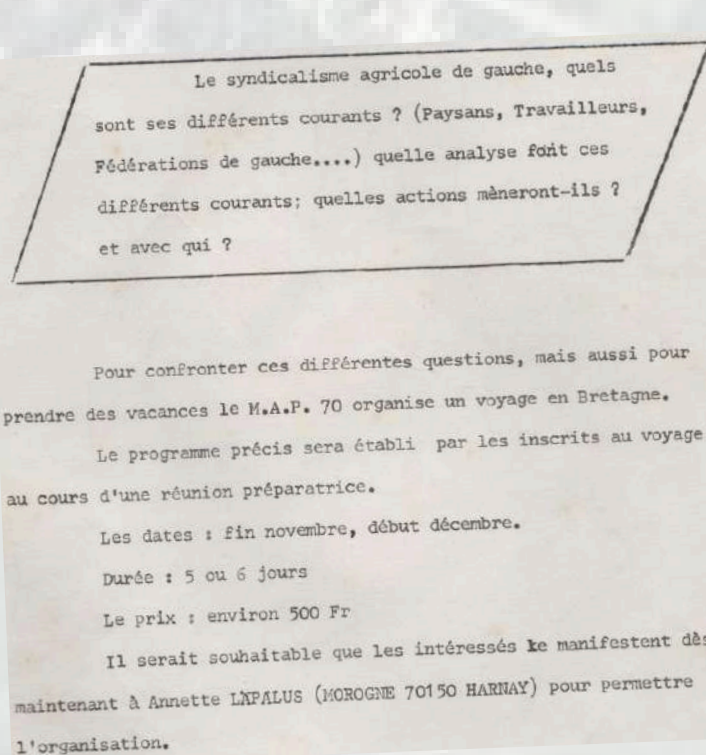 Le syndicalisme agricole de gauche, quels
sont ses différents courants ? (Paysans, Travailleurs,
Fédérations de gauche....) quelle analyse font ces
différents courants; quelles actions mèneront-ils ?
et avec qui ?
Pour confronter ces différentes questions, mais aussi pour
prendre des vacances le M.A.P. 70 organise un voyage en Bretagne.
Le programme précis sera établi par les inscrits au voyage
au cours d'une réunion préparatrice.
Les dates : fin novembre, début décembre.
Durée : 5 ou 6 jours
Le prix : environ 500 Fr
Il serait souhaitable que les intéressés le manifestent dès
maintenant à Annette LAPALUS (MOROGNE 70150 HARNAY) pour permettre
l'organisation.